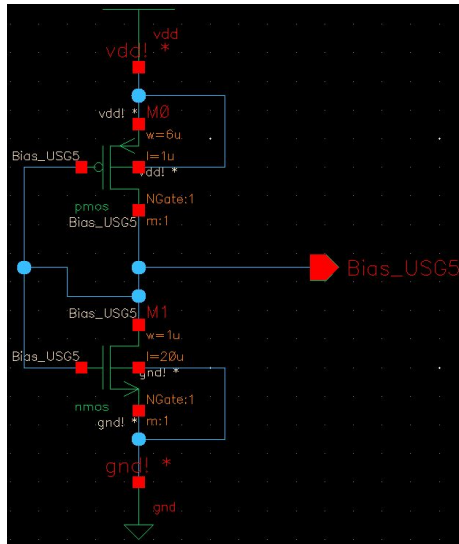 vdd
vdd! *
vdd! *
M0
w=6u
Bias_USG5
l=1u
vdd! *
pmos
NGate:1
Bias_USG5
m:1
Bias_USG5
Bias_USG5
M1
w=1u
Bias_USG5
l=20u
gnd! *
nmos
NGate:1
gnd! *
m:1
gnd! *
gnd